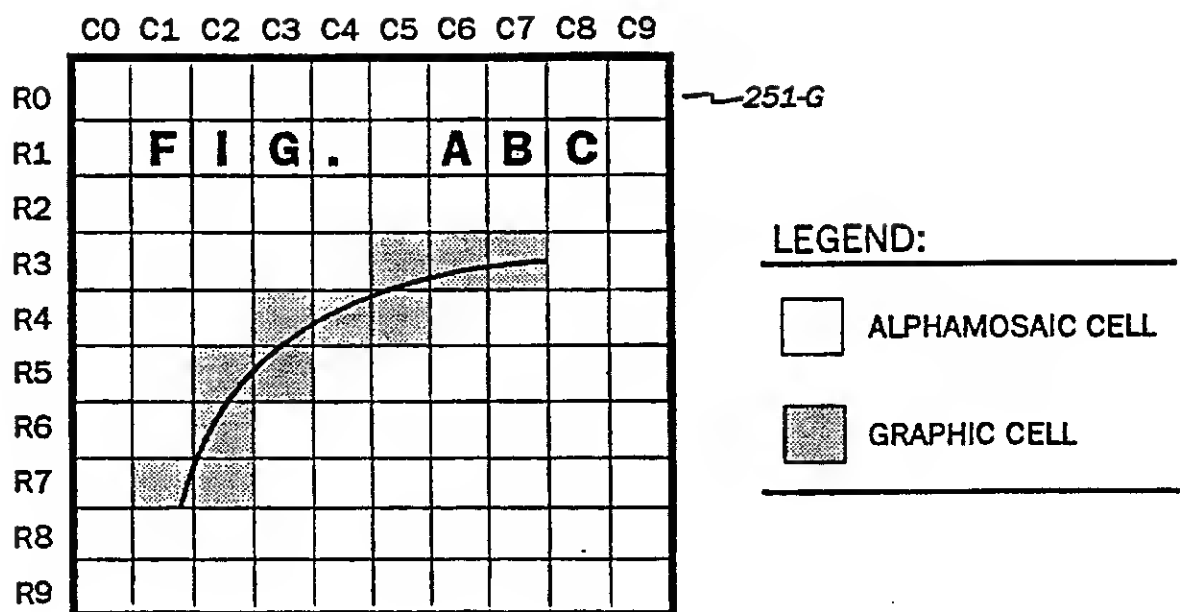 C0 C1 C2 C3 C4 C5 C6 C7 C8 C9
R0
251-G
R1 F I G . A B C
R2
R3
LEGEND:
R4
ALPHAMOSAIC CELL
R5
R6
GRAPHIC CELL
R7
R8
R9